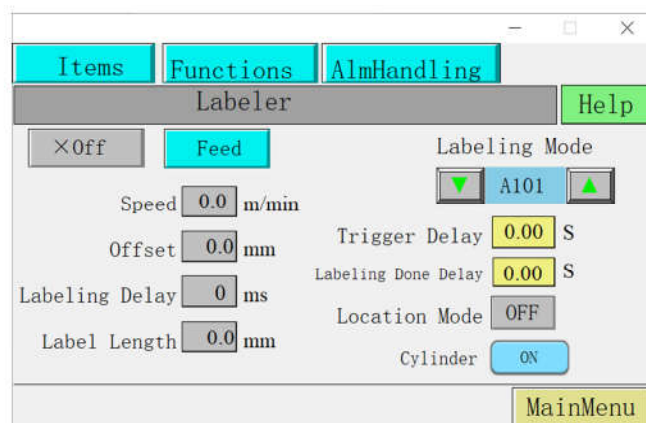 Items Functions AlmHandling
Labeler Help
×Off Feed Labeling Mode
▼ A101 ▲
Speed 0.0 m/min
Trigger Delay 0.00 S
Offset 0.0 mm
Labeling Done Delay 0.00 S
Labeling Delay 0 ms
Location Mode OFF
Label Length 0.0 mm
Cylinder ON
MainMenu